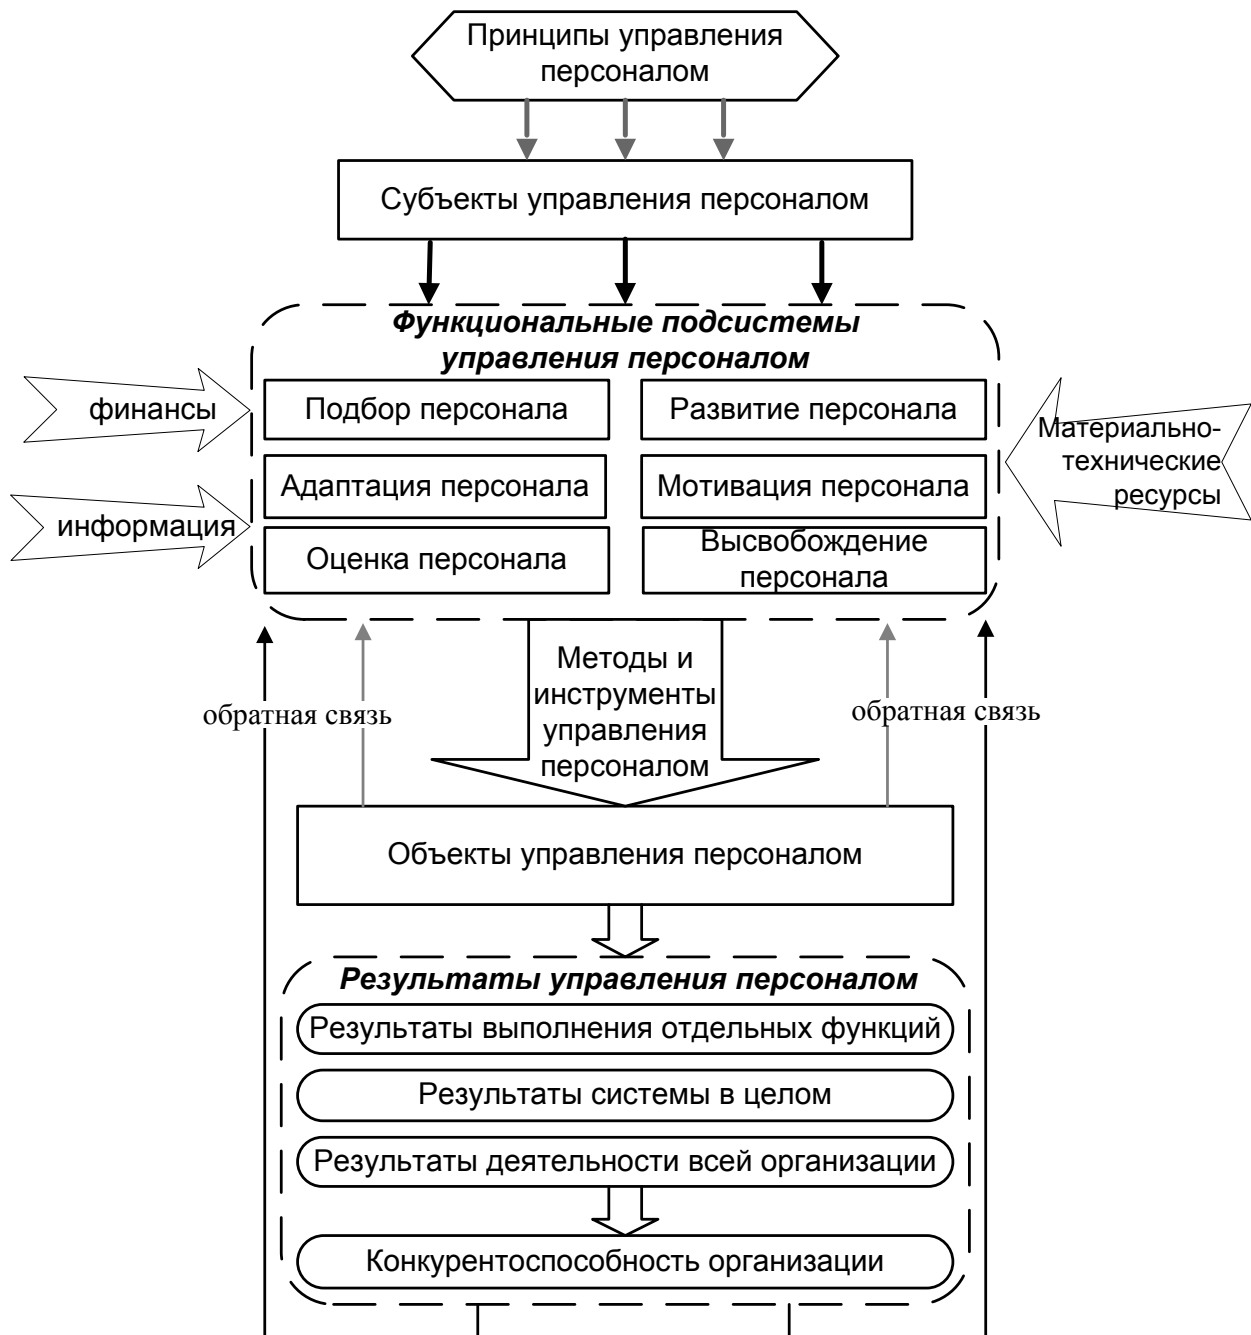 Принципы управления
персоналом
Субъекты управления персоналом
Функциональные подсистемы
управления персоналом
финансы
Подбор персонала
Развитие персонала
Материально-
технические
ресурсы
Адаптация персонала
Мотивация персонала
информация
Оценка персонала
Высвобождение
персонала
Методы и
инструменты
управления
персоналом
обратная связь
обратная связь
Объекты управления персоналом
Результаты управления персоналом
Результаты выполнения отдельных функций
Результаты системы в целом
Результаты деятельности всей организации
Конкурентоспособность организации